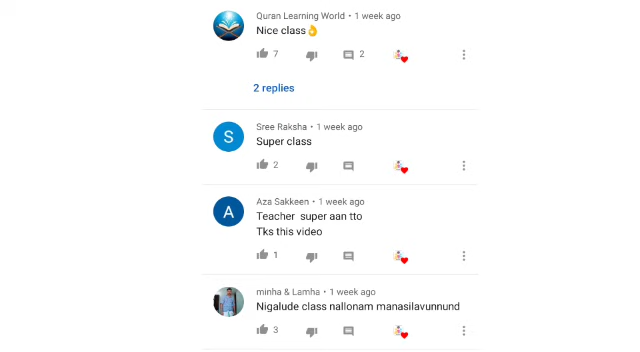 Quran Learning World • 1 week ago
Nice class👌
7
2
2 replies
S
Sree Raksha • 1 week ago
Super class
2
A
Aza Sakkeen • 1 week ago
Teacher super aan tto
Tks this video
1
minha & Lamha • 1 week ago
Nigalude class nallonam manasilavunnund
3